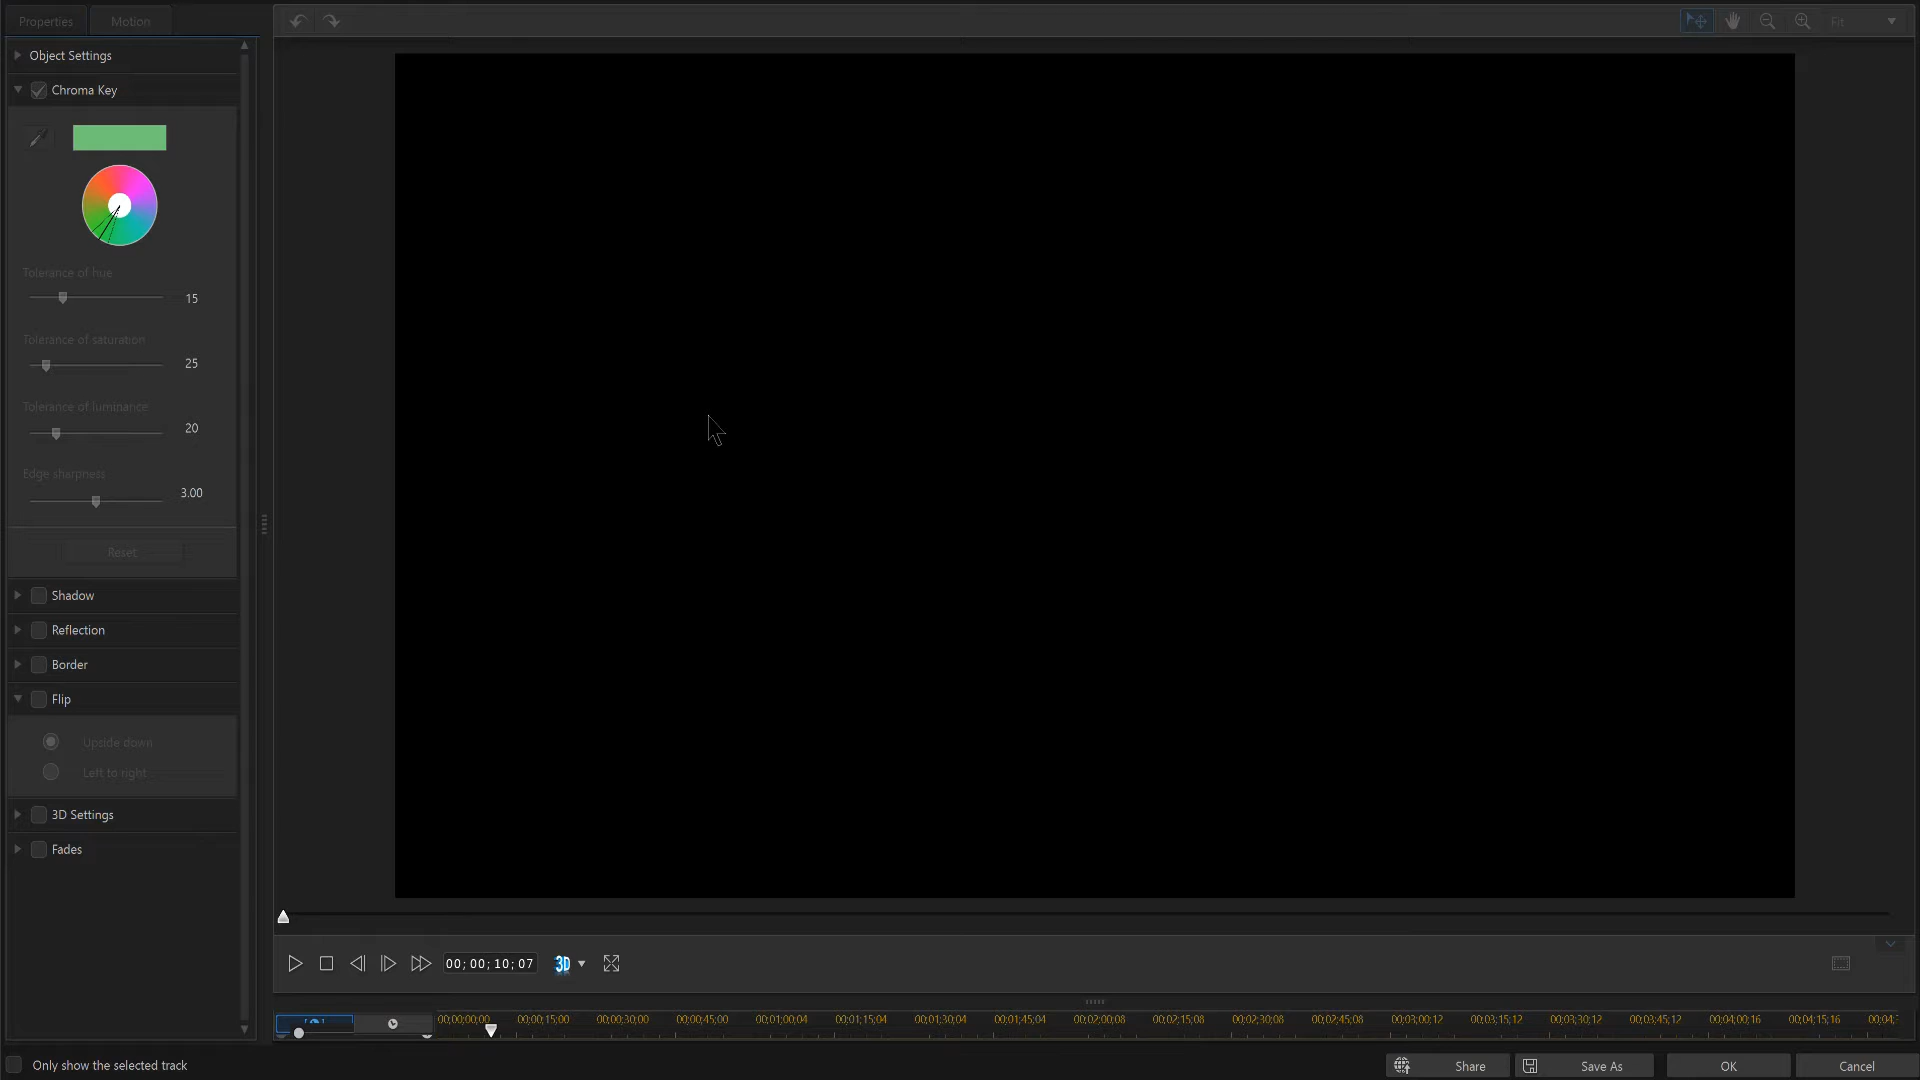 Properties
Motion
Fit
Object Settings
Chroma Key
Tolerance of hue
15
Tolerance of saturation
25
Tolerance of luminance
20
Edge sharpness
3.00
Reset
Shadow
Reflection
Border
Flip
Upside down
Left to right
3D Settings
Fades
00;00;10;07
3D
00;00;00;00 00;00;15;00 00;00;30;00 00;00;45;00 00;01;00;04 00;01;15;04 00;01;30;04 00;01;45;04 00;02;00;08 00;02;15;08 00;02;30;08 00;02;45;08 00;03;00;12 00;03;15;12 00;03;30;12 00;03;45;12 00;04;00;16 00;04;15;16 00;04;
Only show the selected track
Share
Save As
OK
Cancel